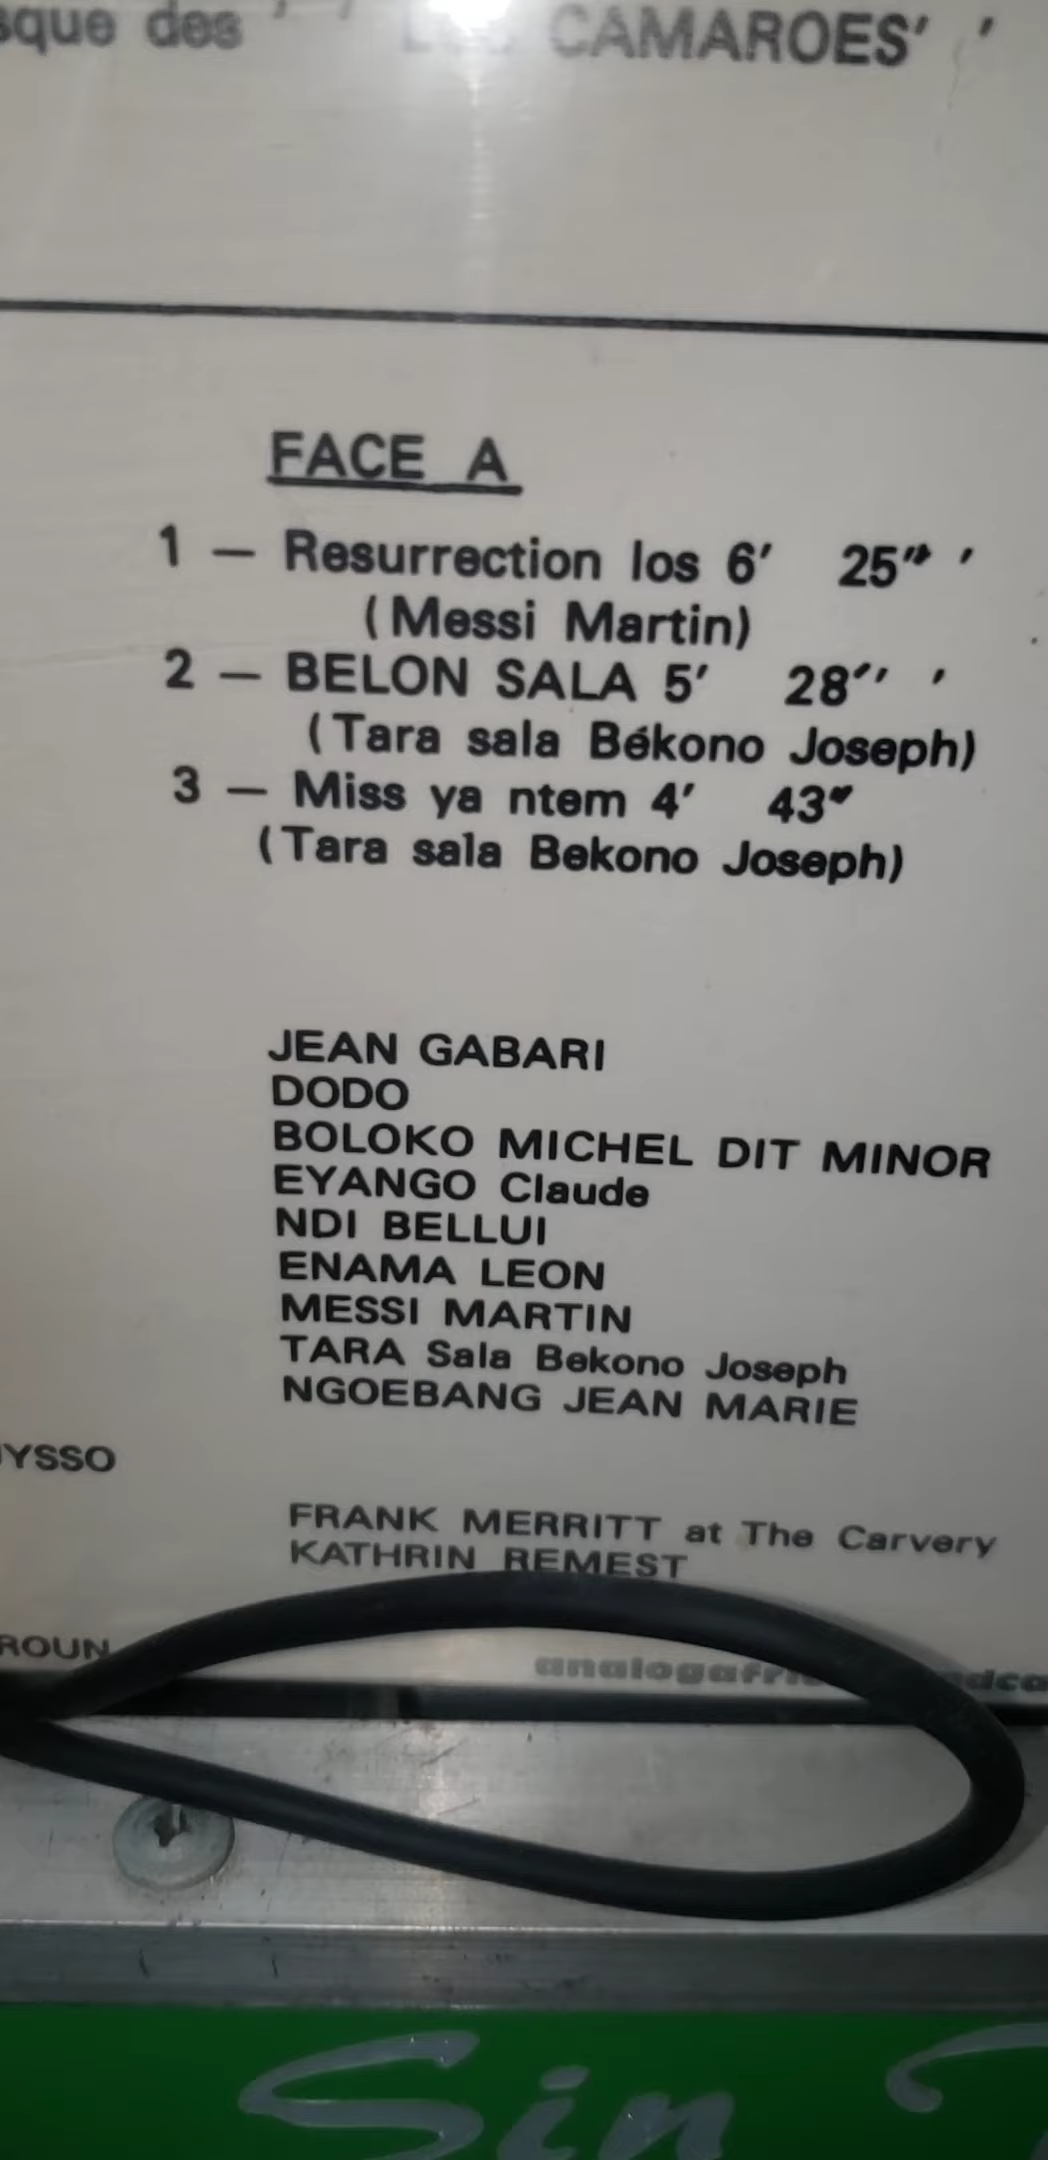 des ' ' Los CAMAROES' '
FACE A
1 — Resurrection los 6' 25'' '
(Messi Martin)
2 — BELON SALA 5' 28'' '
(Tara sala Békono Joseph)
3 — Miss ya ntem 4' 43"
(Tara sala Bekono Joseph)
JEAN GABARI
DODO
BOLOKO MICHEL DIT MINOR
EYANGO Claude
NDI BELLUI
ENAMA LEON
MESSI MARTIN
TARA Sala Bekono Joseph
NGOEBANG JEAN MARIE
YSSO
FRANK MERRITT at The Carvery
KATHRIN REMEST
ROUN
analogafri
Sin